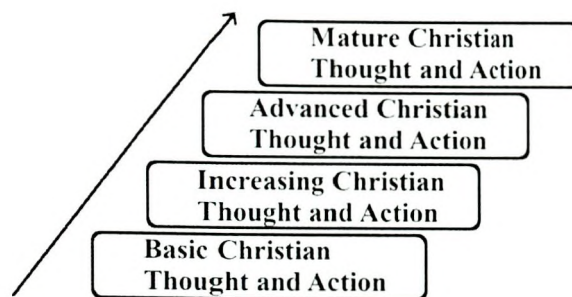 Mature Christian
Thought and Action
Advanced Christian
Thought and Action
Increasing Christian
Thought and Action
Basic Christian
Thought and Action